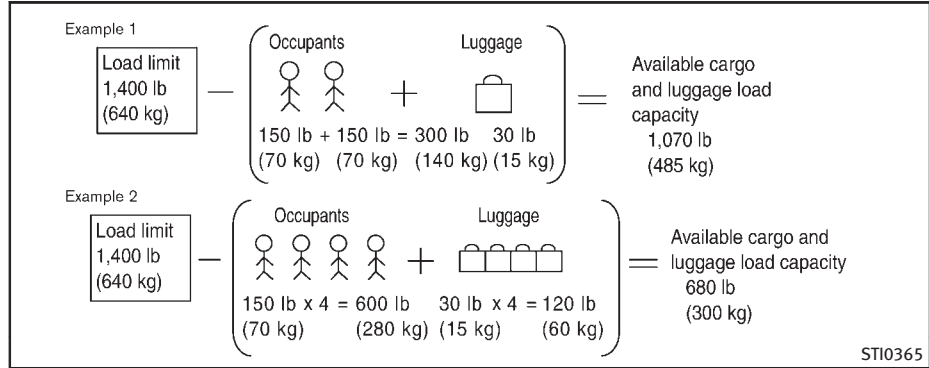 Example 1
Load limit
1,400 lb
(640 kg)
—
Occupants
+
Luggage
150 lb + 150 lb = 300 lb 30 lb
(70 kg) (70 kg) (140 kg) (15 kg)
=
Available cargo
and luggage load
capacity
1,070 lb
(485 kg)
Example 2
Load limit
1,400 lb
(640 kg)
—
Occupants
+
Luggage
150 lb x 4 = 600 lb 30 lb x 4 = 120 lb
(70 kg) (280 kg) (15 kg) (60 kg)
=
Available cargo and
luggage load capacity
680 lb
(300 kg)
STI0365